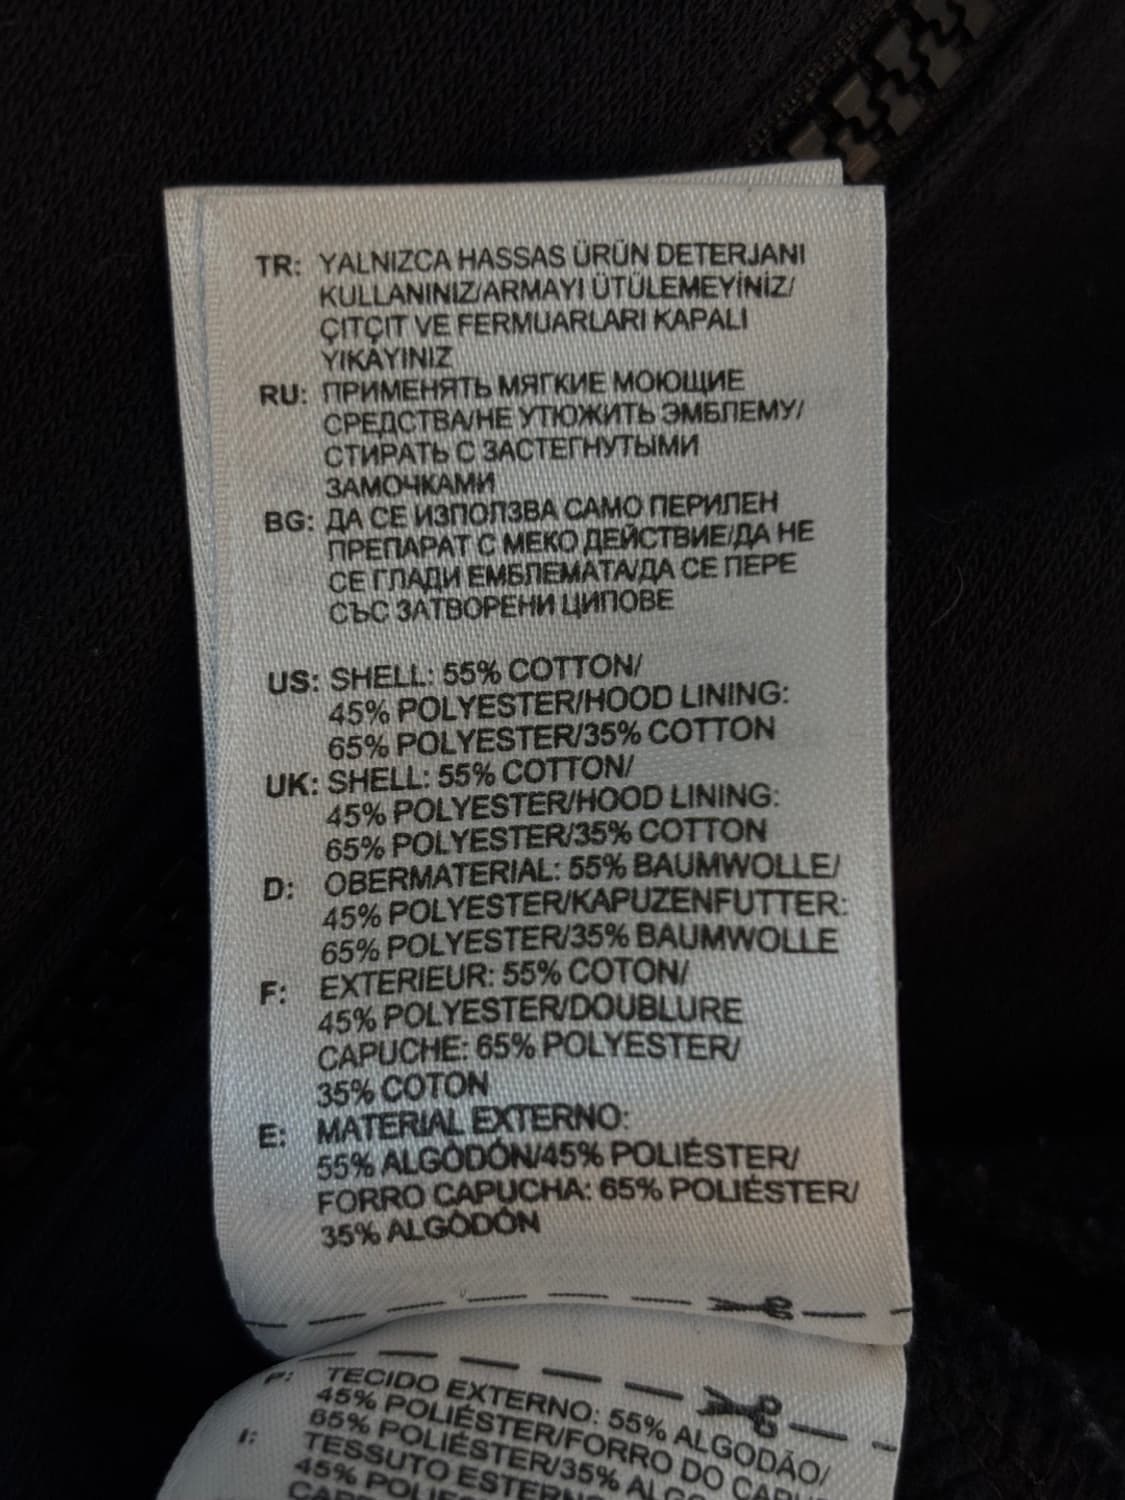 TR: YALNIZCA HASSAS ÜRÜN DETERJANI
KULLANINIZ/ARMAYI ÜTÜLEMEYİNİZ/
ÇITÇIT VE FERMUARLARI KAPALI
YIKAYINIZ
RU: ПРИМЕНЯТЬ МЯГКИЕ МОЮЩИЕ
СРЕДСТВА/НЕ УТЮЖИТЬ ЭМБЛЕМУ/
СТИРАТЬ С ЗАСТЕГНУТЫМИ
ЗАМОЧКАМИ
BG: ДА СЕ ИЗПОЛЗВА САМО ПЕРИЛЕН
ПРЕПАРАТ С МЕКО ДЕЙСТВИЕ/ДА НЕ
СЕ ГЛАДИ ЕМБЛЕМАТА/ДА СЕ ПЕРЕ
СЪС ЗАТВОРЕНИ ЦИПОВЕ
US: SHELL: 55% COTTON/
45% POLYESTER/HOOD LINING:
65% POLYESTER/35% COTTON
UK: SHELL: 55% COTTON/
45% POLYESTER/HOOD LINING:
65% POLYESTER/35% COTTON
D: OBERMATERIAL: 55% BAUMWOLLE/
45% POLYESTER/KAPUZENFUTTER:
65% POLYESTER/35% BAUMWOLLE
F: EXTERIEUR: 55% COTON/
45% POLYESTER/DOUBLURE
CAPUCHE: 65% POLYESTER/
35% COTON
E: MATERIAL EXTERNO:
55% ALGODÓN/45% POLIÉSTER/
FORRO CAPUCHA: 65% POLIÉSTER/
35% ALGODÓN
P: TECIDO EXTERNO: 55% ALGODÃO/
45% POLIÉSTER/FORRO DO
65% POLIÉSTER/35%
I: TESSUTO
45%